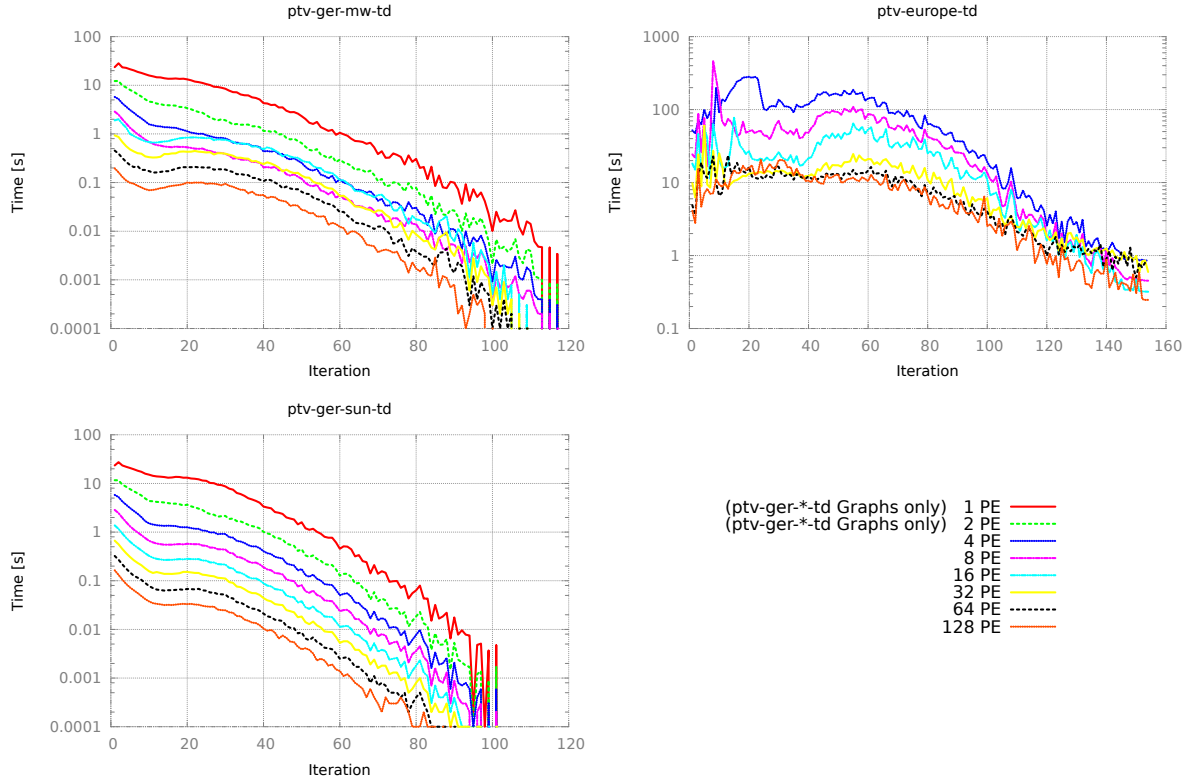 ptv-ger-mw-td
Time [s]
100
10
1
0.1
0.01
0.001
0.0001
0 20 40 60 80 100 120
Iteration
ptv-europe-td
Time [s]
1000
100
10
1
0.1
0 20 40 60 80 100 120 140 160
Iteration
ptv-ger-sun-td
Time [s]
100
10
1
0.1
0.01
0.001
0.0001
0 20 40 60 80 100 120
Iteration
(ptv-ger-*-td Graphs only) 1 PE
(ptv-ger-*-td Graphs only) 2 PE
4 PE
8 PE
16 PE
32 PE
64 PE
128 PE